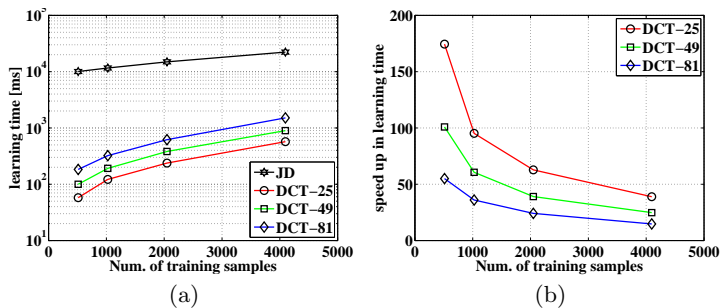 10^5
10^4
10^3
10^2
10^1
learning time [ms]
0 1000 2000 3000 4000 5000
Num. of training samples
JD
DCT−25
DCT−49
DCT−81
(a)
200
150
100
50
0
speed up in learning time
0 1000 2000 3000 4000 5000
Num. of training samples
DCT−25
DCT−49
DCT−81
(b)